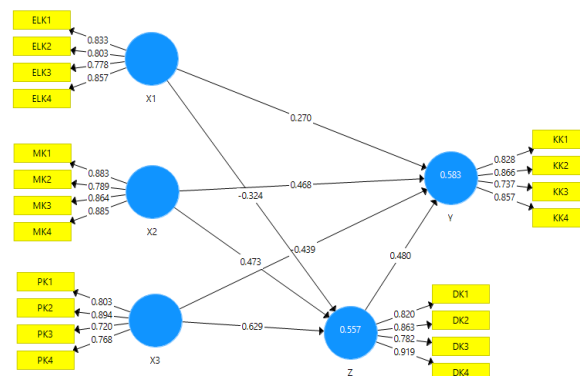 ELK1
ELK2
ELK3
ELK4
0.833
0.803
0.778
0.857
X1
MK1
MK2
MK3
MK4
0.883
0.789
0.864
0.885
X2
PK1
PK2
PK3
PK4
0.803
0.894
0.720
0.768
X3
0.270
0.468
-0.324
-0.439
0.473
0.629
0.480
0.583
Y
0.828
0.866
0.737
0.857
KK1
KK2
KK3
KK4
0.557
Z
0.820
0.863
0.782
0.919
DK1
DK2
DK3
DK4